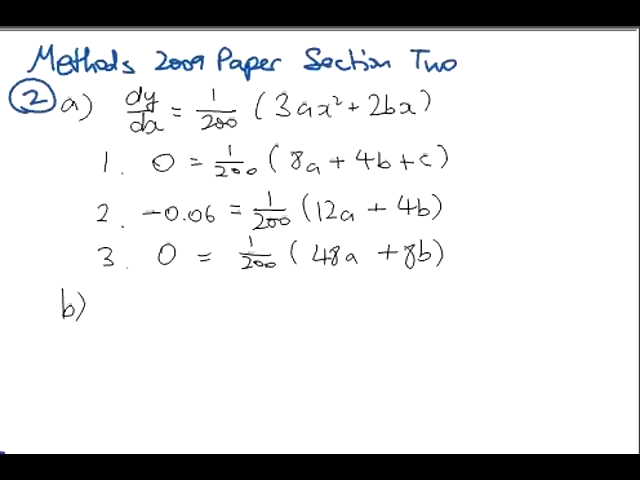 Methods 2009 Paper Section Two
2 a) dy/dx = 1/200 (3ax² + 2bx)
1. 0 = 1/200 (8a + 4b + c)
2. -0.06 = 1/200 (12a + 4b)
3. 0 = 1/200 (48a + 8b)
b)